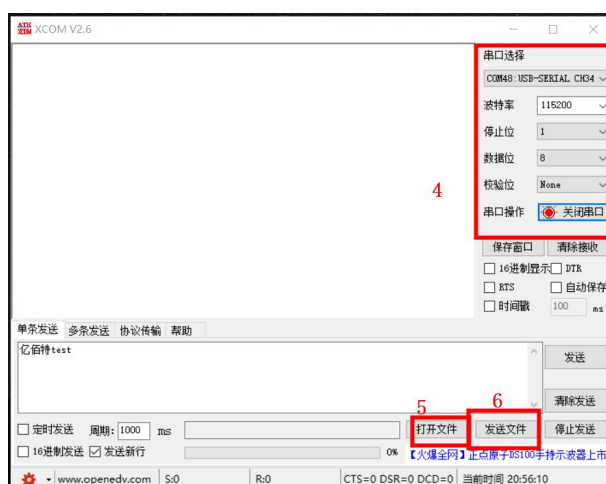 ATK XCOM XCOM V2.6
串口选择
COM48:USB-SERIAL CH34
波特率 115200
停止位 1
数据位 8
4
校验位 None
串口操作 关闭串口
保存窗口 清除接收
16进制显示 DTR
RTS 自动保存
时间戳 100 ms
单条发送 多条发送 协议传输 帮助
亿佰特test
发送
清除发送
5 6
定时发送 周期: 1000 ms 打开文件 发送文件 停止发送
16进制发送 发送新行 0% 【火爆全网】正点原子DS100手持示波器上市
www.openedv.com S:0 R:0 CTS=0 DSR=0 DCD=0 当前时间 20:56:10